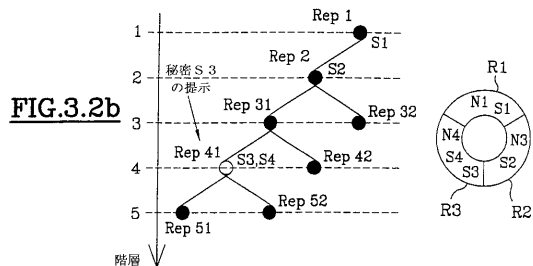 Rep 1
1
S1
Rep 2
S2
2
秘密S3
の提示
R1
FIG.3.2b
Rep 31
Rep 32
3
N1
S1
N4
N3
Rep 41
S3,S4
Rep 42
4
S4
S3
S2
R3
R2
5
Rep 51
Rep 52
階層